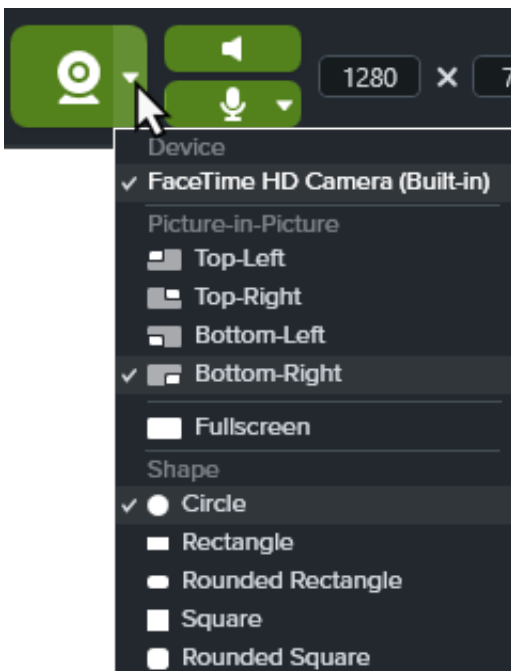 1280 × 7
Device
✓ FaceTime HD Camera (Built-in)
Picture-in-Picture
Top-Left
Top-Right
Bottom-Left
✓ Bottom-Right
Fullscreen
Shape
✓ Circle
Rectangle
Rounded Rectangle
Square
Rounded Square